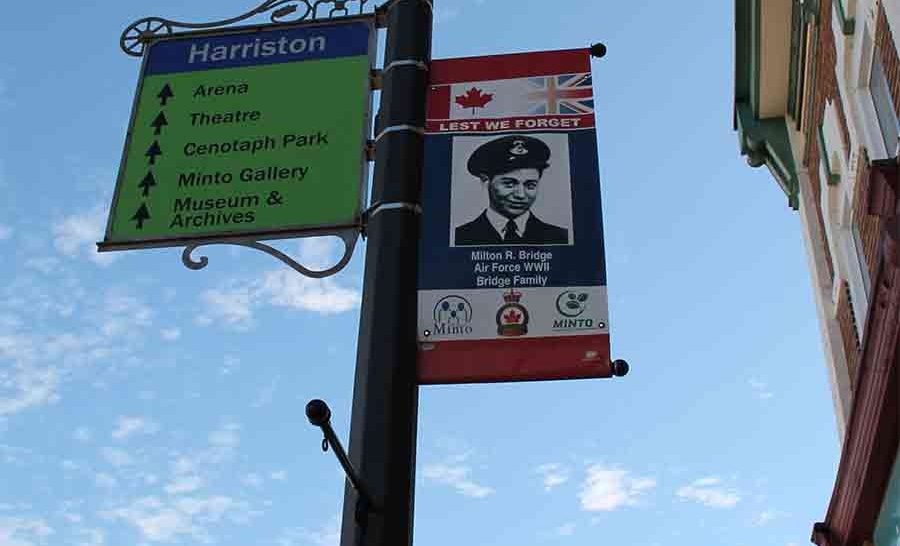 Harriston
Arena
Theatre
Cenotaph Park
Minto Gallery
Museum &
Archives
LEST WE FORGET
Milton R. Bridge
Air Force WWII
Bridge Family
Minto
MINTO